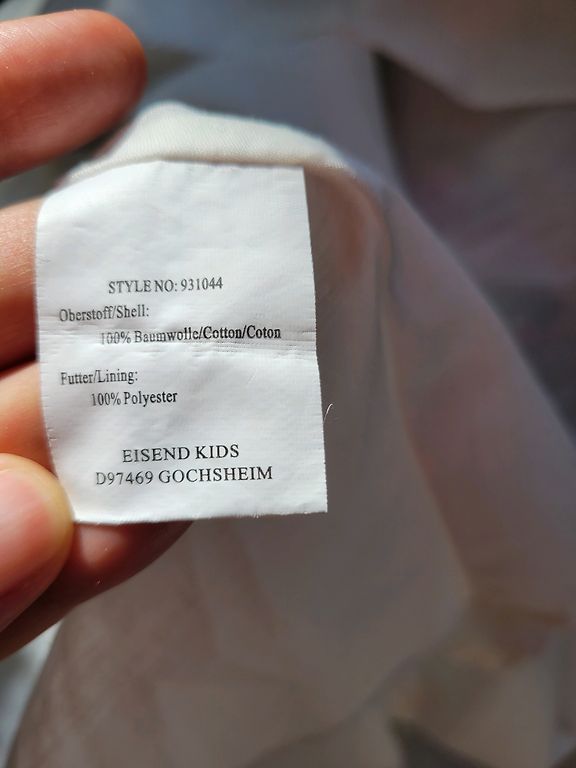 STYLE NO: 931044
Oberstoff/Shell:
100% Baumwolle/Cotton/Coton
Futter/Lining:
100% Polyester
EISEND KIDS
D97469 GOCHSHEIM